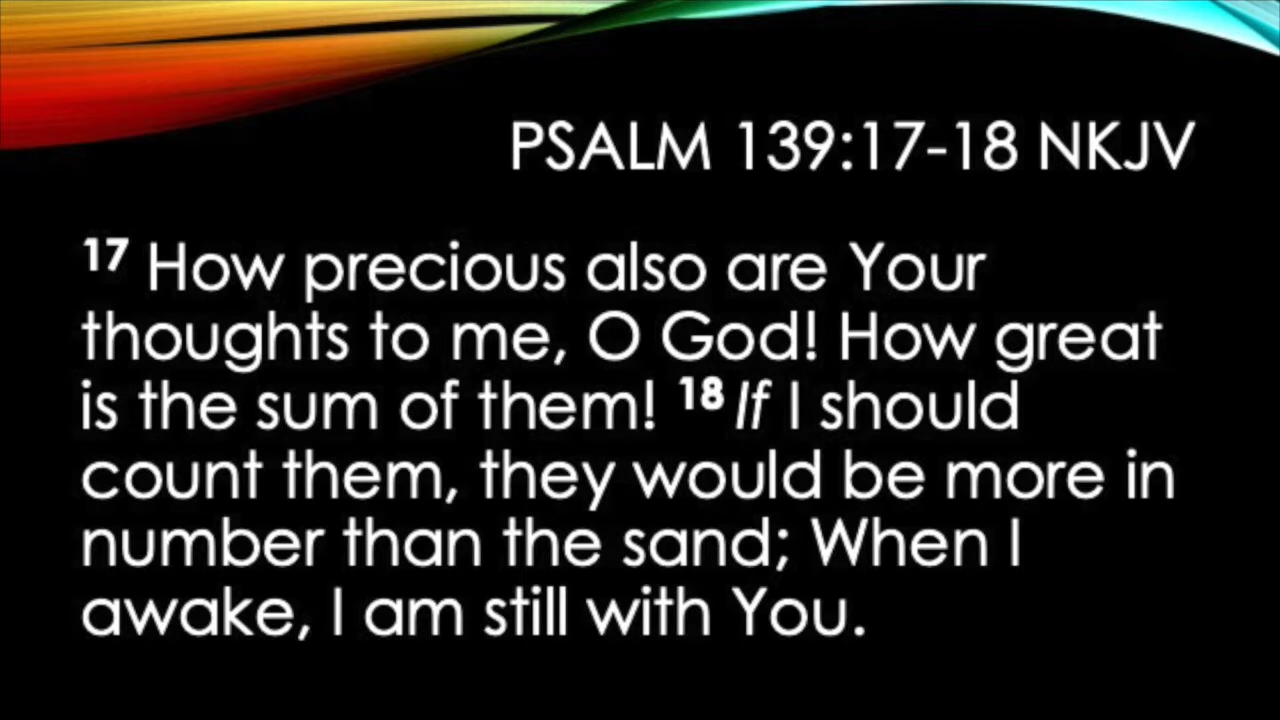 PSALM 139:17-18 NKJV
17 How precious also are Your
thoughts to me, O God! How great
is the sum of them! 18 If I should
count them, they would be more in
number than the sand; When I
awake, I am still with You.